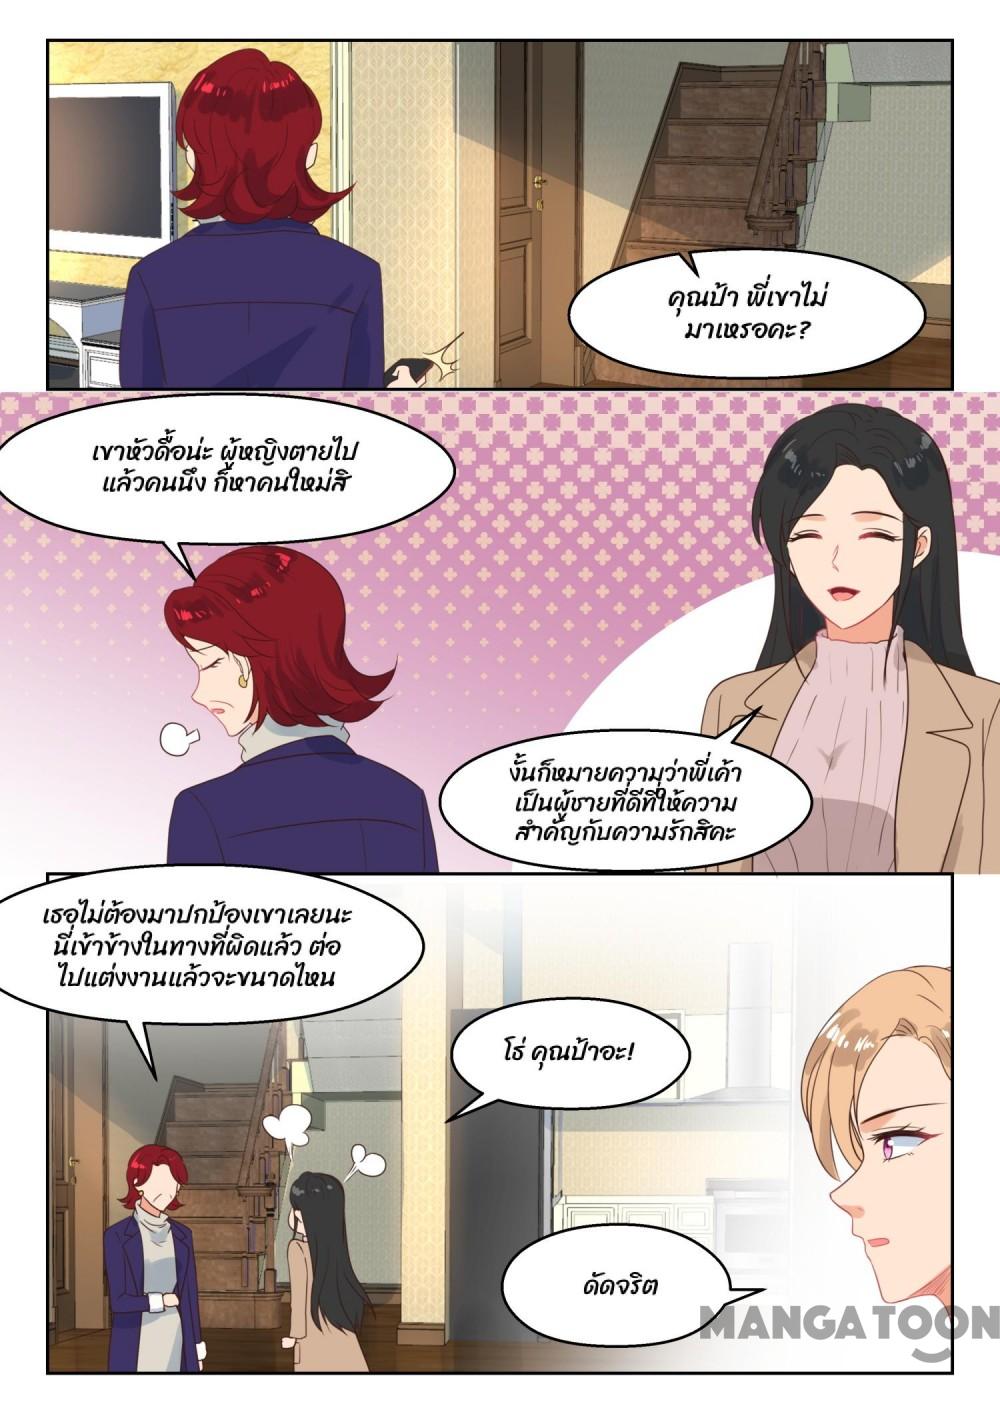 คุณป้า พี่เขาไม่
มาเหรอคะ?
เขาหัวดื้อน่ะ ผู้หญิงตายไป
แล้วคนนึง ก็หาคนใหม่สิ
งั้นก็หมายความว่าพี่เค้า
เป็นผู้ชายที่ดีที่ให้ความ
สำคัญกับความรักสิคะ
เธอไม่ต้องมาปกป้องเขาเลยนะ
นี่เข้าข้างในทางที่ผิดแล้ว ต่อ
ไปแต่งงานแล้วจะขนาดไหน
โธ่ คุณป้าอะ!
ดัดจริต
MANGATOON